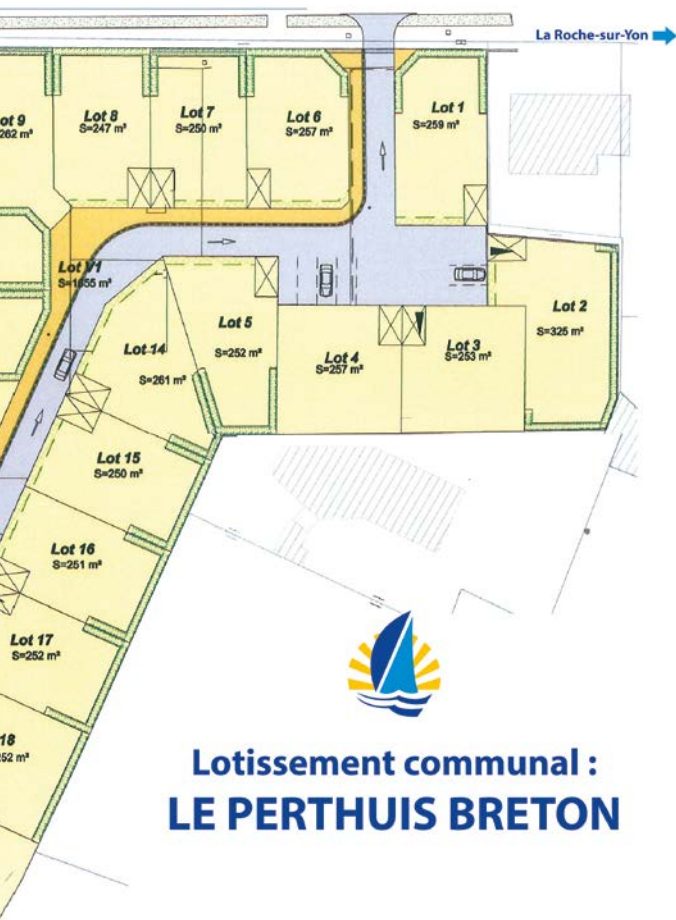 La Roche-sur-Yon
Lot 8
S=247 m²
Lot 7
S=250 m²
Lot 6
S=257 m²
Lot 1
S=259 m²
ot 9
262 m²
Lot V1
S=1655 m²
Lot 2
S=325 m²
Lot 5
S=252 m²
Lot 14
S=261 m²
Lot 4
S=257 m²
Lot 3
S=253 m²
Lot 15
S=250 m²
Lot 16
S=251 m²
Lot 17
S=252 m²
18
52 m²
Lotissement communal :
LE PERTHUIS BRETON